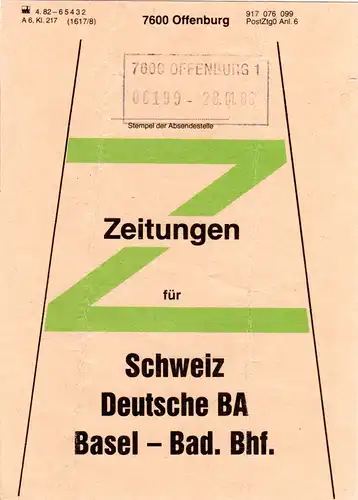 4.82–65432
A 6, Kl. 217 (1617/8)
7600 Offenburg
917 076 099
PostZtgO Anl. 6
7600 OFFENBURG 1
Stempel der Absendestelle
Z
Zeitungen
für
Schweiz
Deutsche BA
Basel – Bad. Bhf.